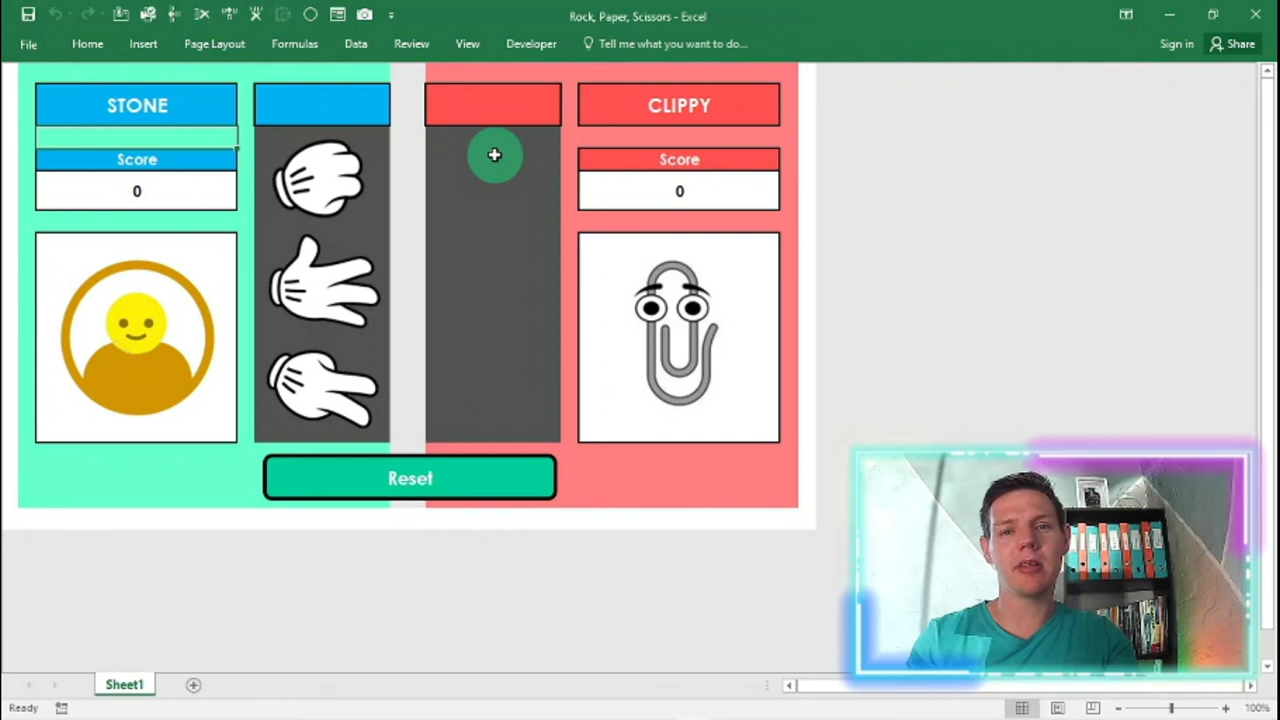 Rock, Paper, Scissors - Excel
File Home Insert Page Layout Formulas Data Review View Developer Tell me what you want to do... Sign in Share
STONE
CLIPPY
Score
Score
0
0
Reset
Sheet1
Ready
100%